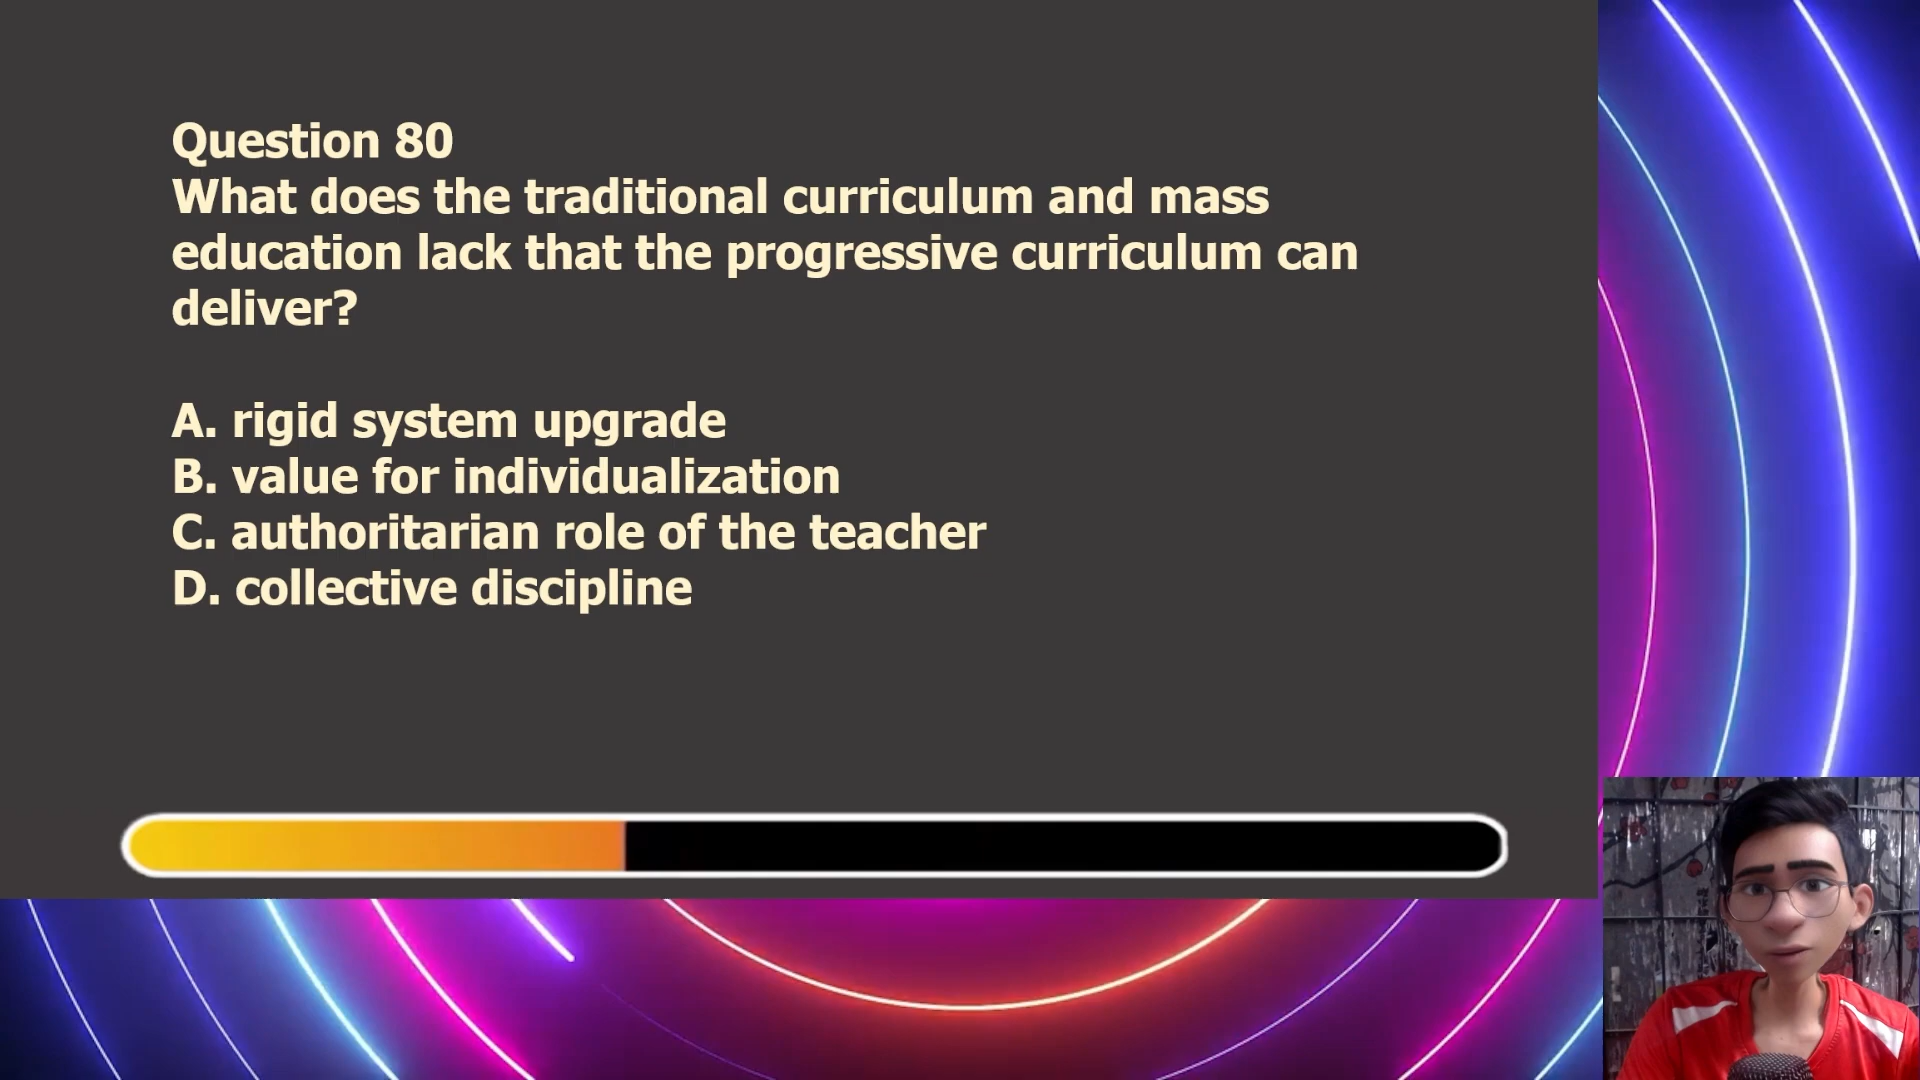 Question 80
What does the traditional curriculum and mass
education lack that the progressive curriculum can
deliver?
A. rigid system upgrade
B. value for individualization
C. authoritarian role of the teacher
D. collective discipline